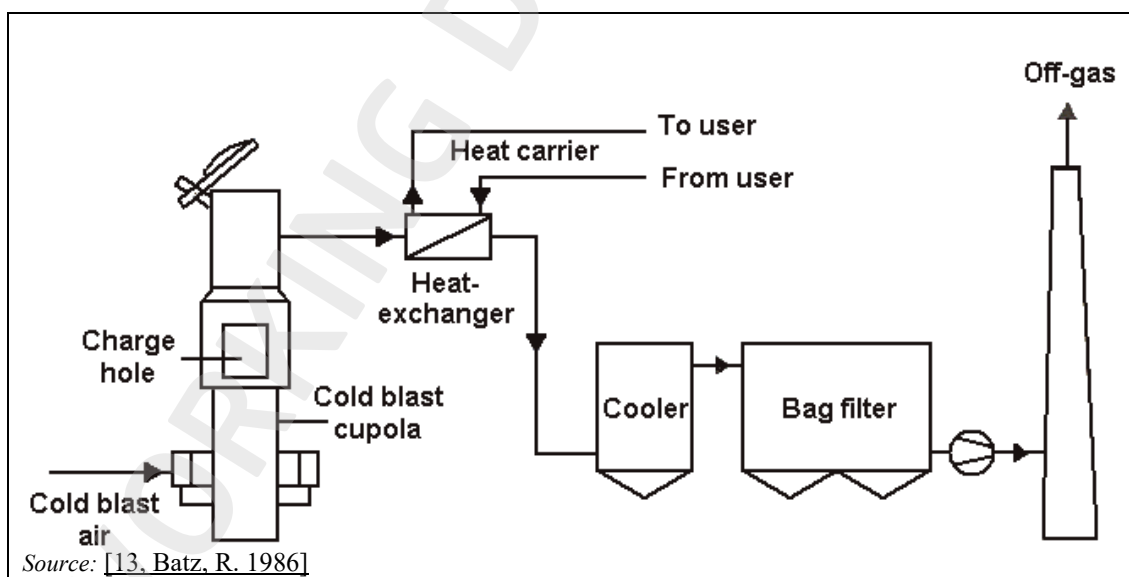 Off-gas
To user
Heat carrier
From user
Heat-
exchanger
Charge
hole
Cold blast
cupola
Cooler
Bag filter
Cold blast
air
Source: [13, Batz, R. 1986]
WORKING D